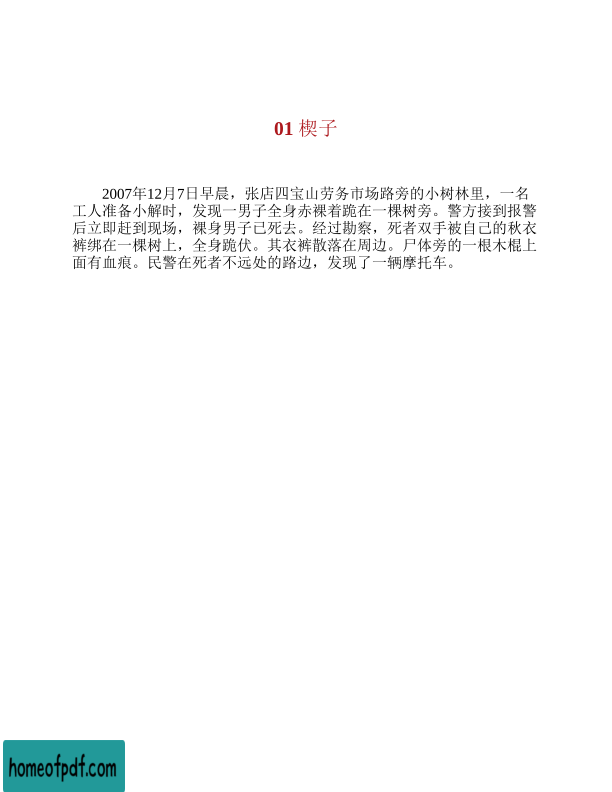 01 楔子
2007年12月7日早晨，张店四宝山劳务市场路旁的小树林里，一名
工人准备小解时，发现一男子全身赤裸着跪在一棵树旁。警方接到报警
后立即赶到现场，裸身男子已死去。经过勘察，死者双手被自己的秋衣
裤绑在一棵树上，全身跪伏。其衣裤散落在周边。尸体旁的一根木棍上
面有血痕。民警在死者不远处的路边，发现了一辆摩托车。
homeofpdf.com